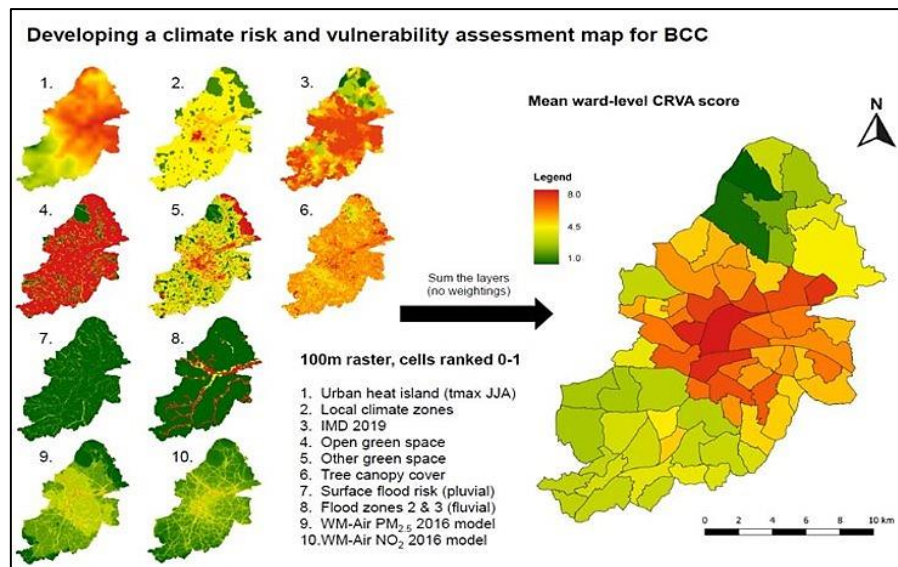 Developing a climate risk and vulnerability assessment map for BCC
1.
2.
3.
4.
5.
6.
7.
8.
9.
10.
Sum the layers
(no weightings)
100m raster, cells ranked 0-1
1. Urban heat island (tmax JJA)
2. Local climate zones
3. IMD 2019
4. Open green space
5. Other green space
6. Tree canopy cover
7. Surface flood risk (pluvial)
8. Flood zones 2 & 3 (fluvial)
9. WM-Air PM2.5 2016 model
10.WM-Air NO2 2016 model
Mean ward-level CRVA score
N
Legend
8.0
4.5
1.0
0 2 4 6 8 10 km